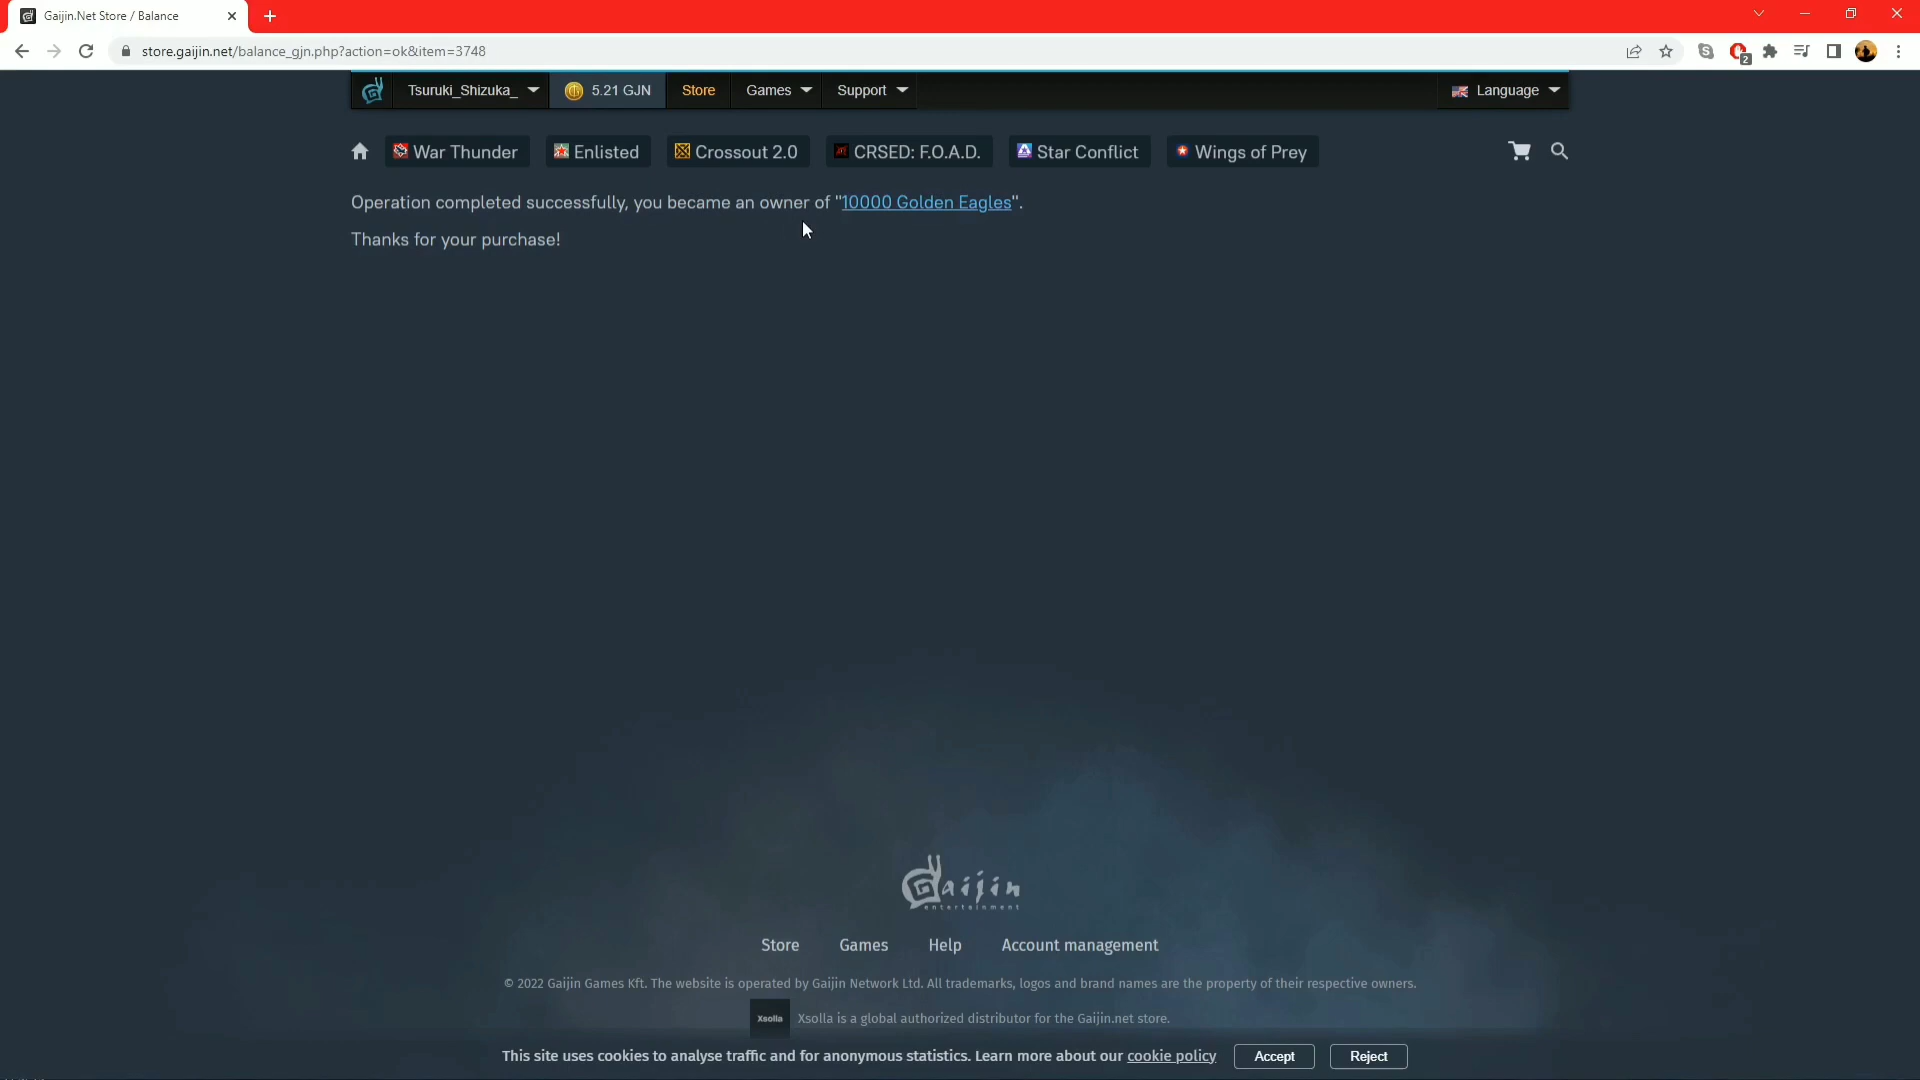 Gaijin.Net Store / Balance
store.gaijin.net/balance_gjn.php?action=ok&item=3748
2
Tsuruki_Shizuka_ 5.21 GJN Store Games Support Language
War Thunder Enlisted Crossout 2.0 CRSED: F.O.A.D. Star Conflict Wings of Prey
Operation completed successfully, you became an owner of "10000 Golden Eagles".
Thanks for your purchase!
Gaijin
entertainment
Store Games Help Account management
© 2022 Gaijin Games Kft. The website is operated by Gaijin Network Ltd. All trademarks, logos and brand names are the property of their respective owners.
Xsolla Xsolla is a global authorized distributor for the Gaijin.net store.
This site uses cookies to analyse traffic and for anonymous statistics. Learn more about our cookie policy Accept Reject